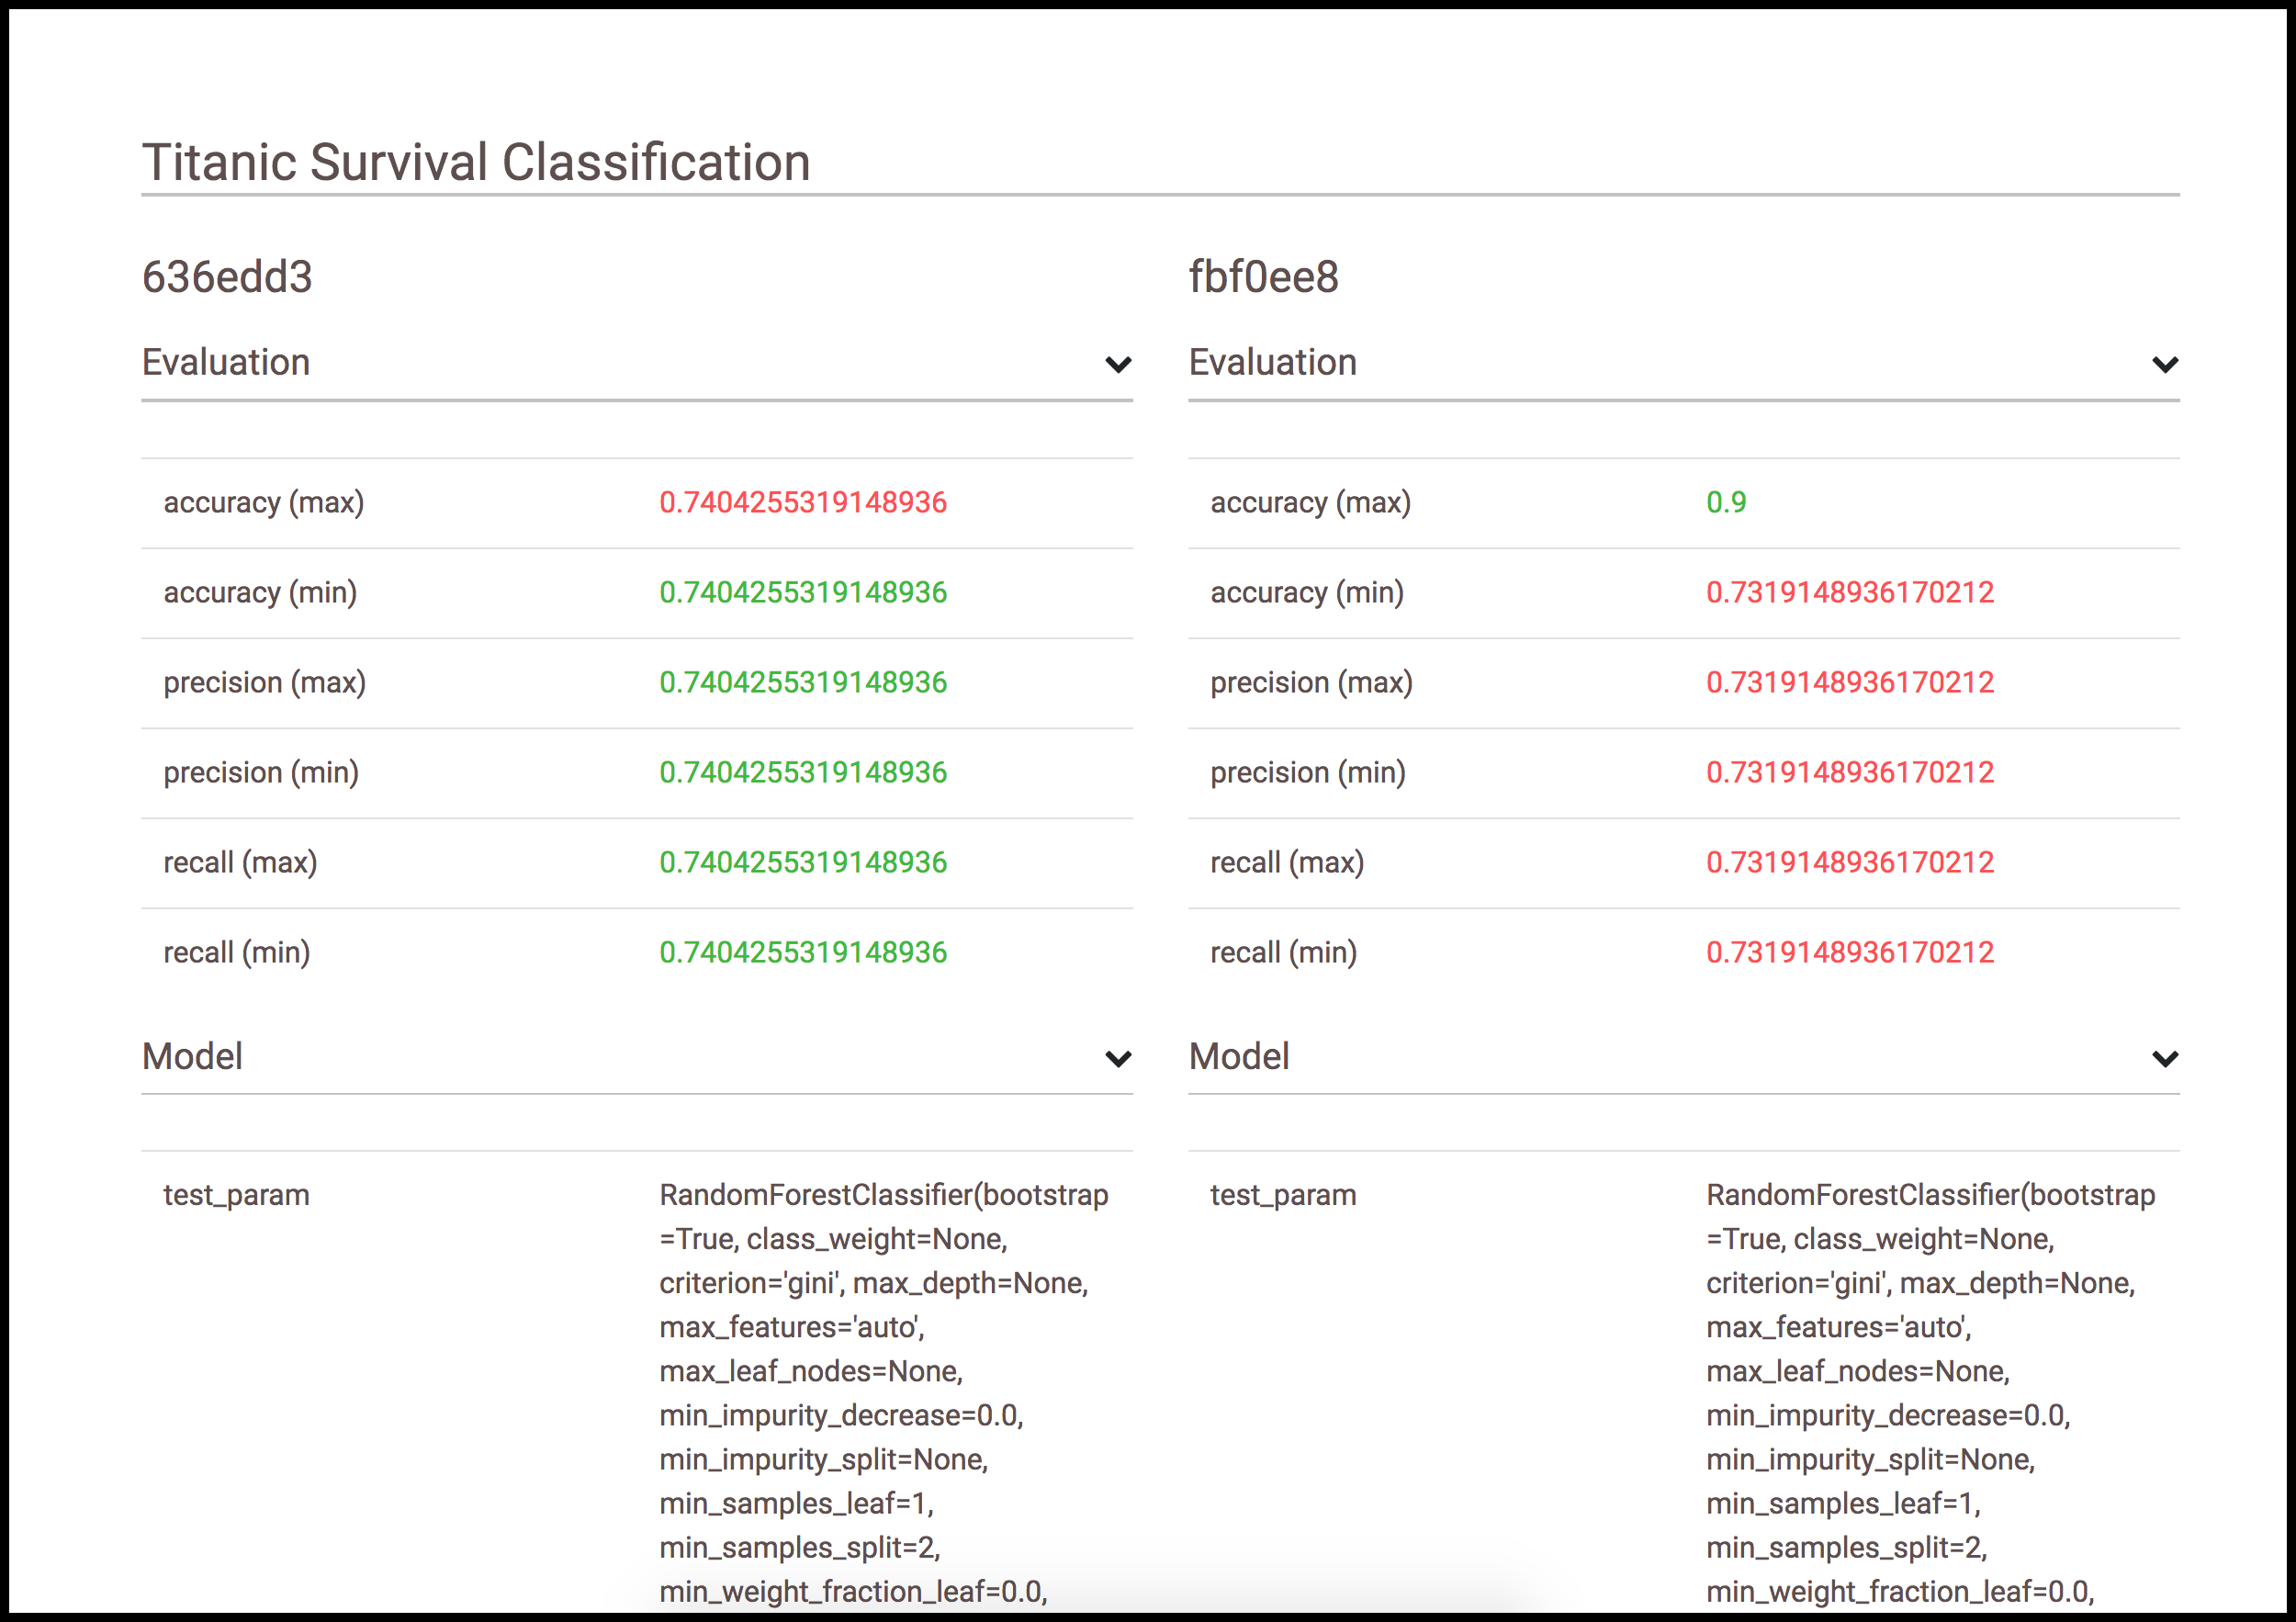 Titanic Survival Classification
636edd3
Evaluation
accuracy (max) 0.7404255319148936
accuracy (min) 0.7404255319148936
precision (max) 0.7404255319148936
precision (min) 0.7404255319148936
recall (max) 0.7404255319148936
recall (min) 0.7404255319148936
Model
test_param RandomForestClassifier(bootstrap
=True, class_weight=None,
criterion='gini', max_depth=None,
max_features='auto',
max_leaf_nodes=None,
min_impurity_decrease=0.0,
min_impurity_split=None,
min_samples_leaf=1,
min_samples_split=2,
min_weight_fraction_leaf=0.0,
fbf0ee8
Evaluation
accuracy (max) 0.9
accuracy (min) 0.7319148936170212
precision (max) 0.7319148936170212
precision (min) 0.7319148936170212
recall (max) 0.7319148936170212
recall (min) 0.7319148936170212
Model
test_param RandomForestClassifier(bootstrap
=True, class_weight=None,
criterion='gini', max_depth=None,
max_features='auto',
max_leaf_nodes=None,
min_impurity_decrease=0.0,
min_impurity_split=None,
min_samples_leaf=1,
min_samples_split=2,
min_weight_fraction_leaf=0.0,